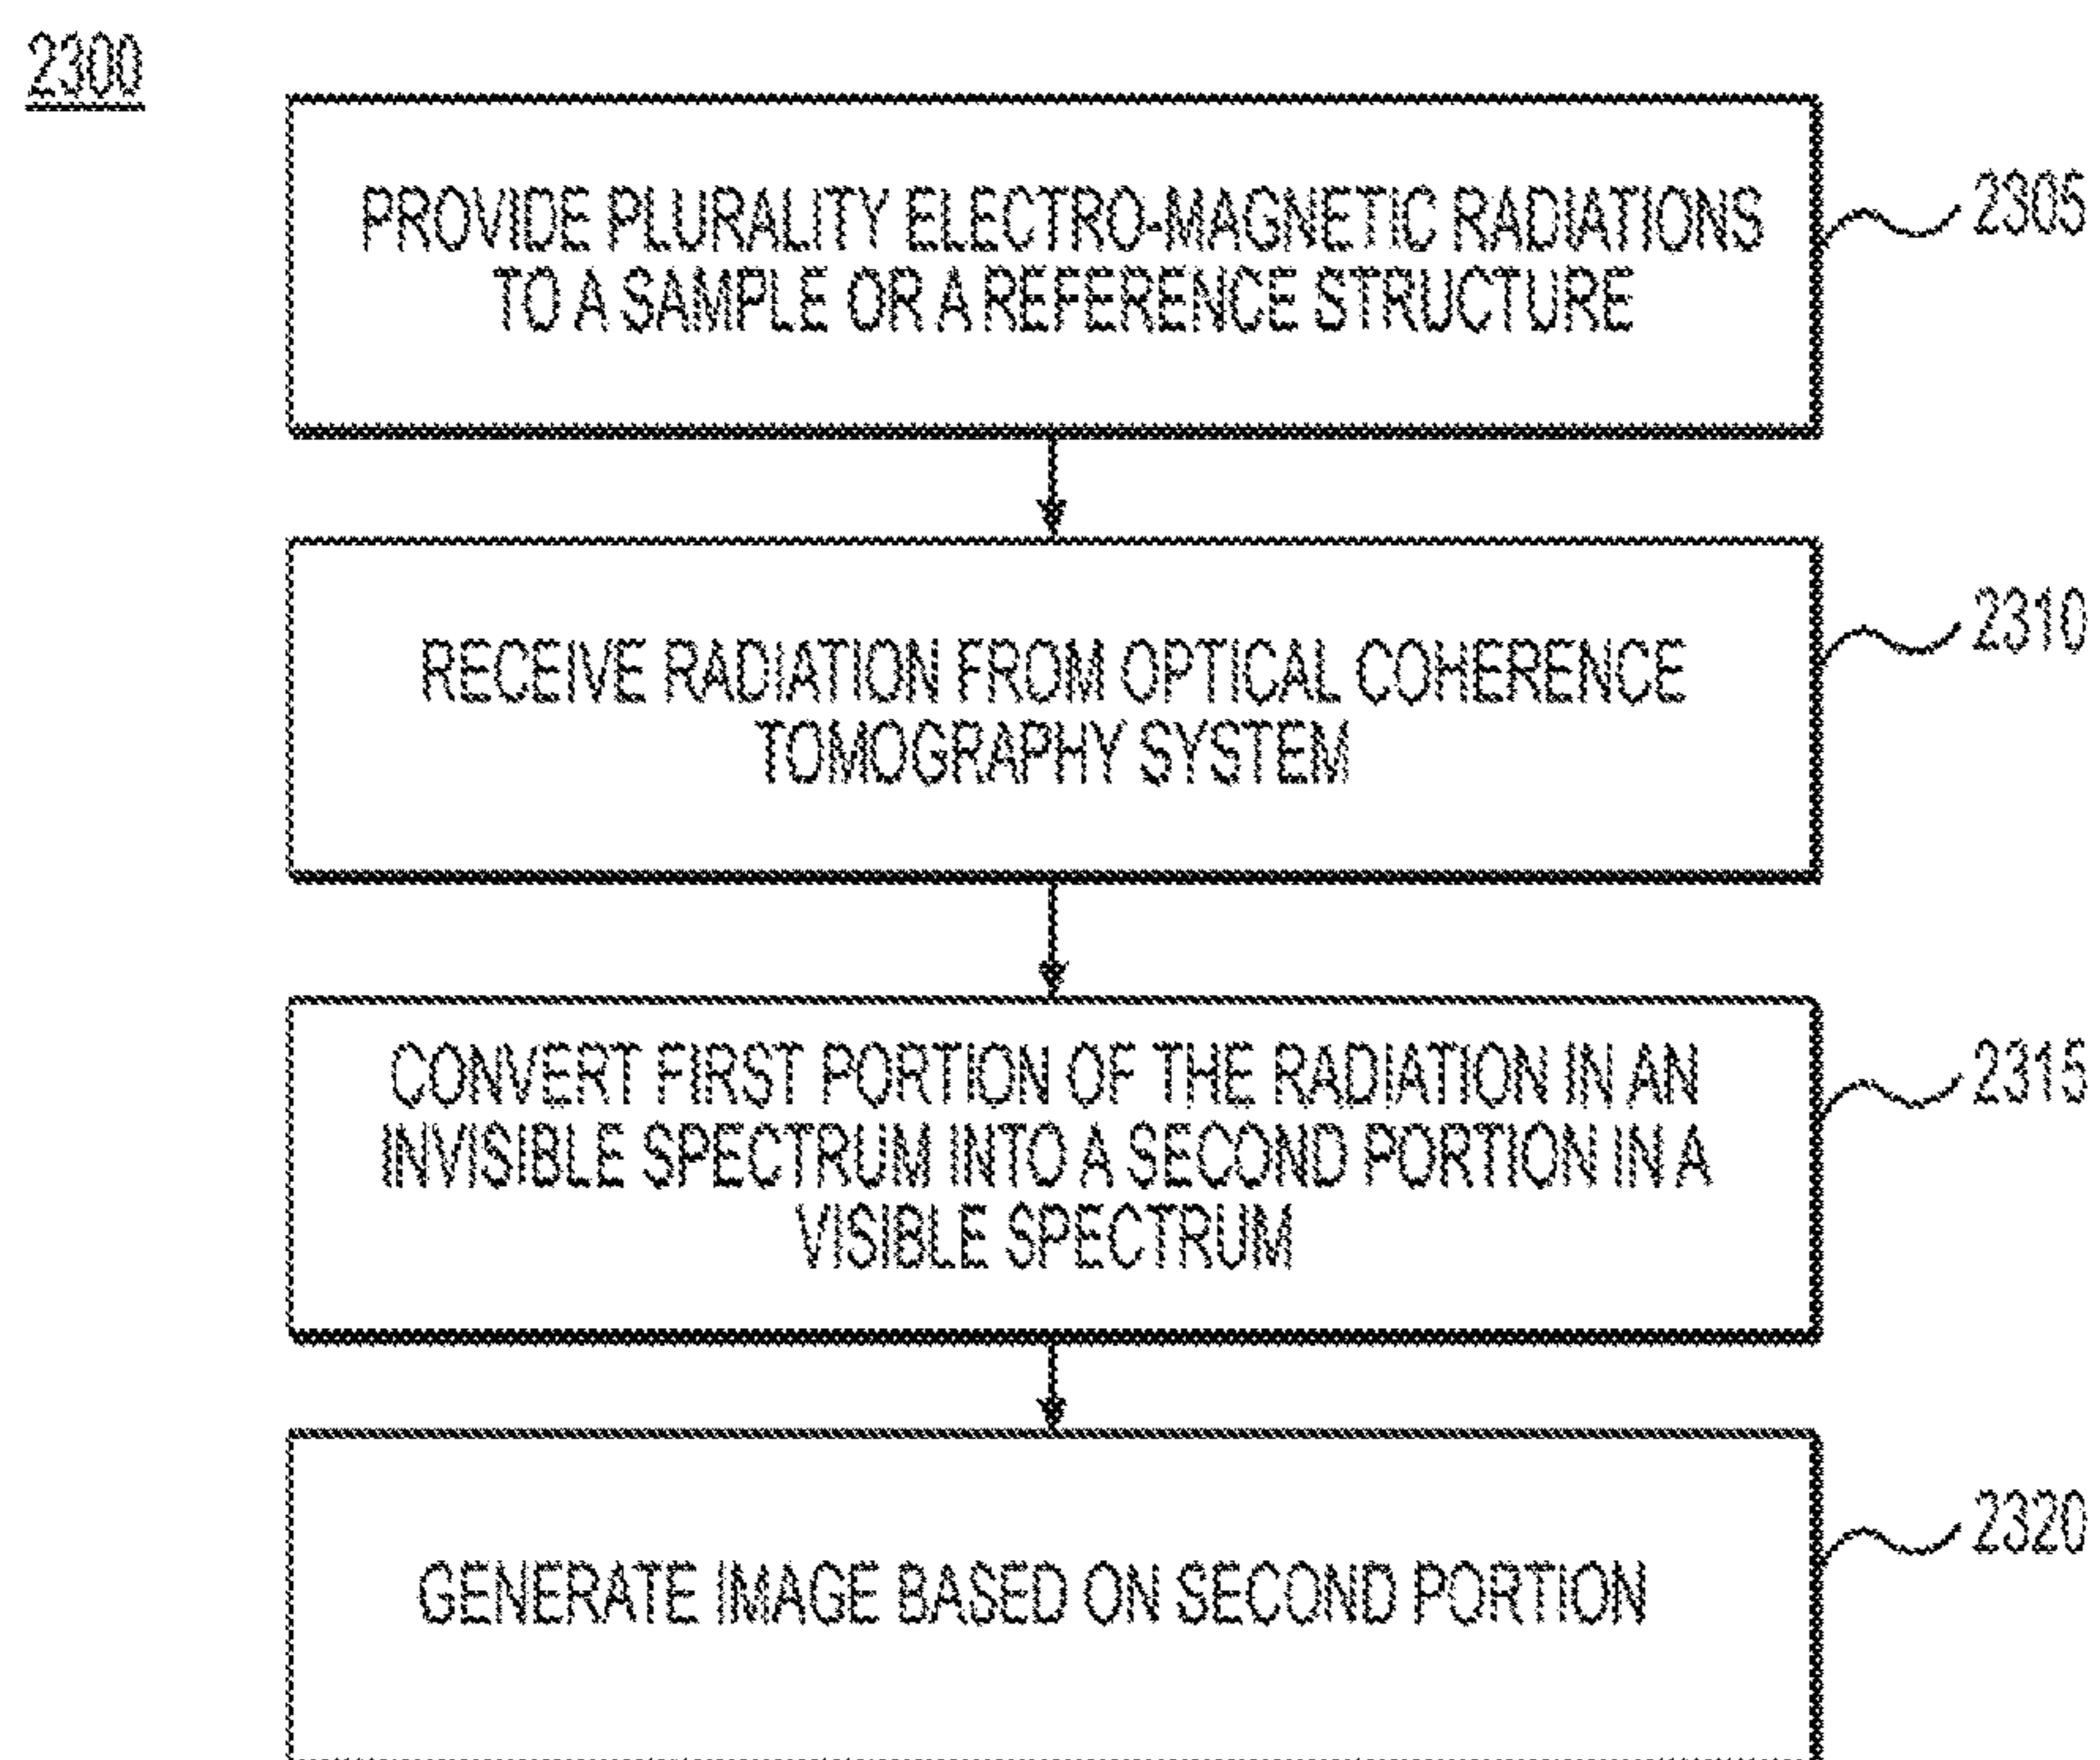 2300
PROVIDE PLURALITY ELECTRO-MAGNETIC RADIATIONS
TO A SAMPLE OR A REFERENCE STRUCTURE
2305
RECEIVE RADIATION FROM OPTICAL COHERENCE
TOMOGRAPHY SYSTEM
2310
CONVERT FIRST PORTION OF THE RADIATION IN AN
INVISIBLE SPECTRUM INTO A SECOND PORTION IN A
VISIBLE SPECTRUM
2315
GENERATE IMAGE BASED ON SECOND PORTION
2320